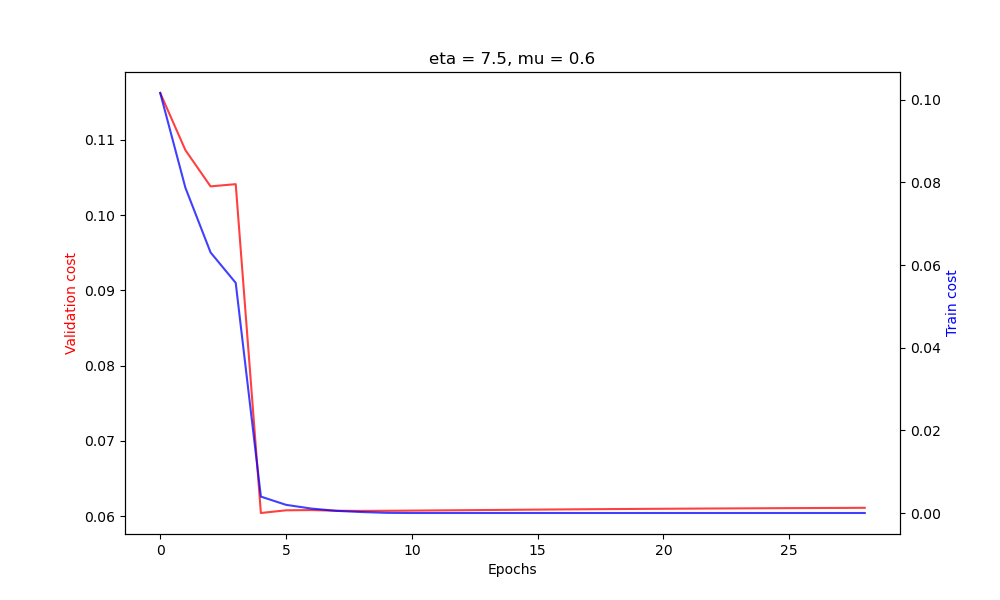 eta = 7.5, mu = 0.6
Validation cost
0.11
0.10
0.09
0.08
0.07
0.06
0.10
0.08
0.06
0.04
0.02
0.00
Train cost
0 5 10 15 20 25
Epochs